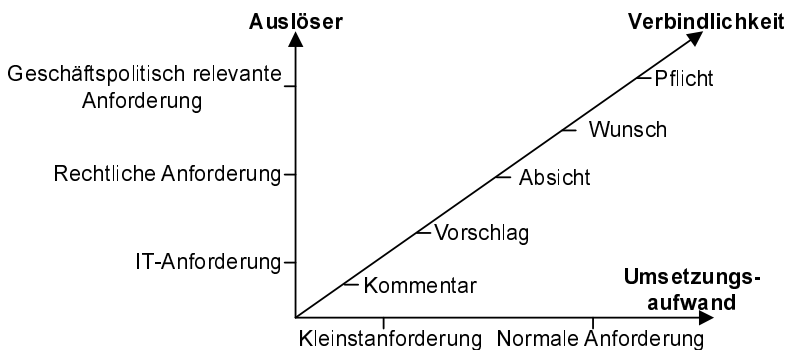 Auslöser
Verbindlichkeit
Geschäftspolitisch relevante
Anforderung
Pflicht
Wunsch
Rechtliche Anforderung
Absicht
Vorschlag
IT-Anforderung
Kommentar
Umsetzungs-
aufwand
Kleinstanforderung
Normale Anforderung